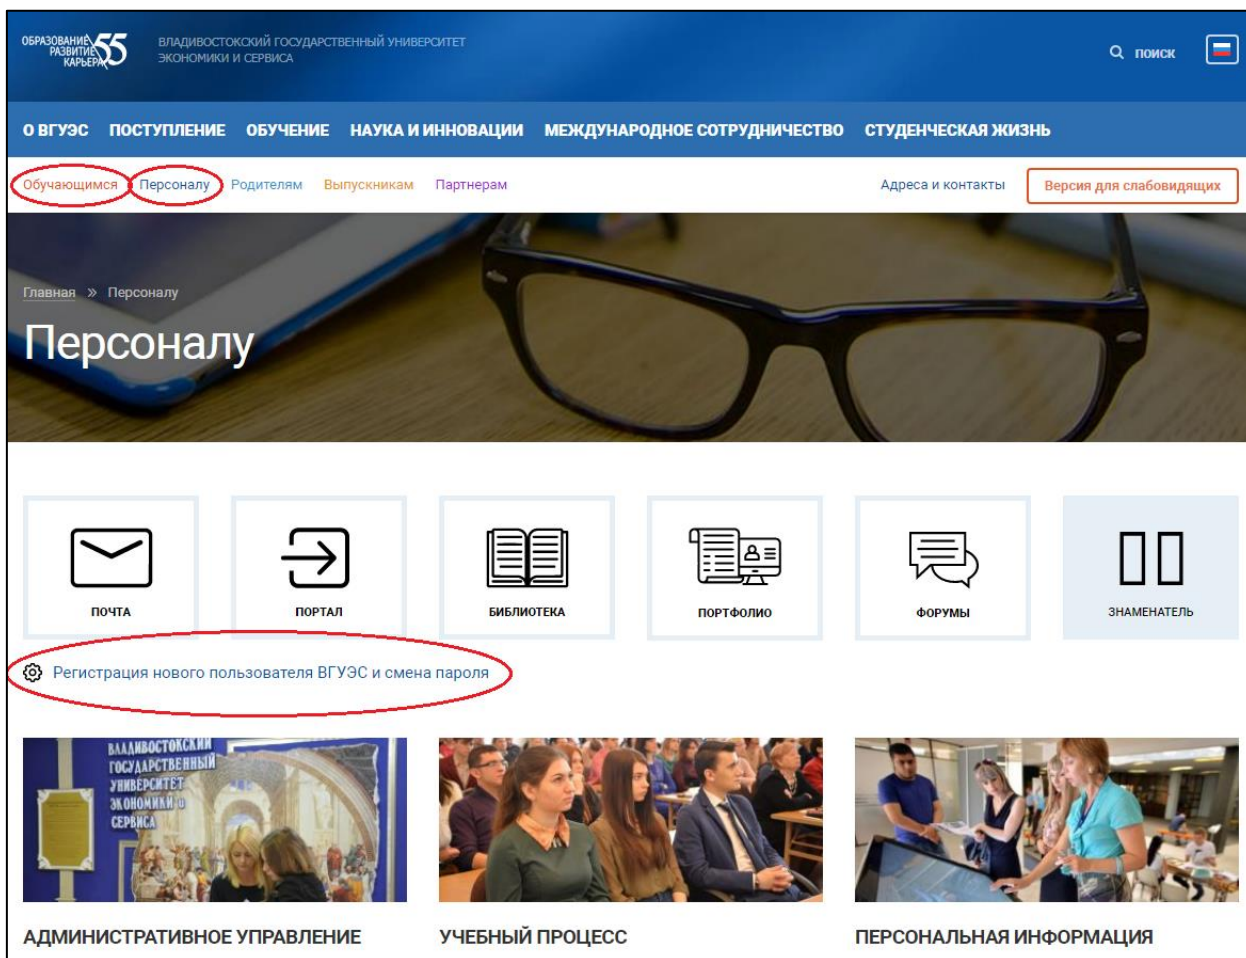 ОБРАЗОВАНИЕ
РАЗВИТИЕ
КАРЬЕРА
55
ВЛАДИВОСТОКСКИЙ ГОСУДАРСТВЕННЫЙ УНИВЕРСИТЕТ
ЭКОНОМИКИ И СЕРВИСА
ПОИСК
О ВГУЭС ПОСТУПЛЕНИЕ ОБУЧЕНИЕ НАУКА И ИННОВАЦИИ МЕЖДУНАРОДНОЕ СОТРУДНИЧЕСТВО СТУДЕНЧЕСКАЯ ЖИЗНЬ
Обучающимся Персоналу Родителям Выпускникам Партнерам Адреса и контакты Версия для слабовидящих
Главная » Персоналу
Персоналу
ПОЧТА ПОРТАЛ БИБЛИОТЕКА ПОРТФОЛИО ФОРУМЫ ЗНАМЕНАТЕЛЬ
Регистрация нового пользователя ВГУЭС и смена пароля
ВЛАДИВОСТОКСКИЙ
ГОСУДАРСТВЕННЫЙ
УНИВЕРСИТЕТ
ЭКОНОМИКИ и
СЕРВИСА
АДМИНИСТРАТИВНОЕ УПРАВЛЕНИЕ УЧЕБНЫЙ ПРОЦЕСС ПЕРСОНАЛЬНАЯ ИНФОРМАЦИЯ